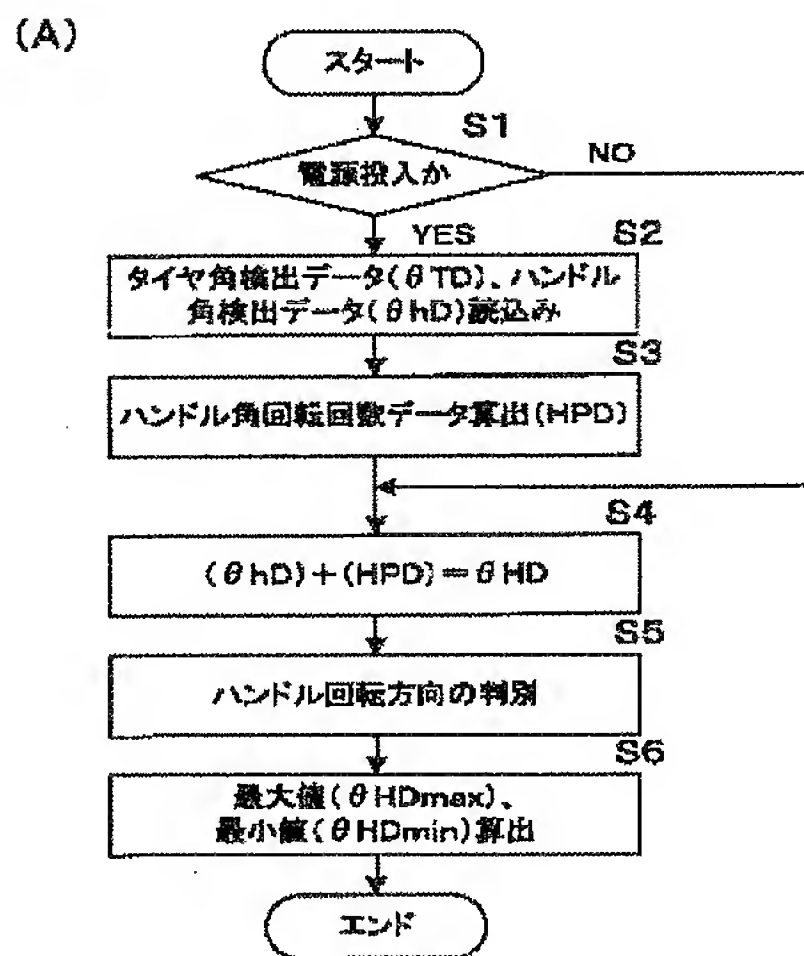 (A)
スタート
S1
電源投入か
NO
YES
S2
タイヤ角検出データ(θTD)、ハンドル
角検出データ(θhD)読込み
S3
ハンドル角回転回数データ算出(HPD)
S4
(θhD)+(HPD)=θHD
S5
ハンドル回転方向の判別
S6
最大値(θHDmax)、
最小値(θHDmin)算出
エンド